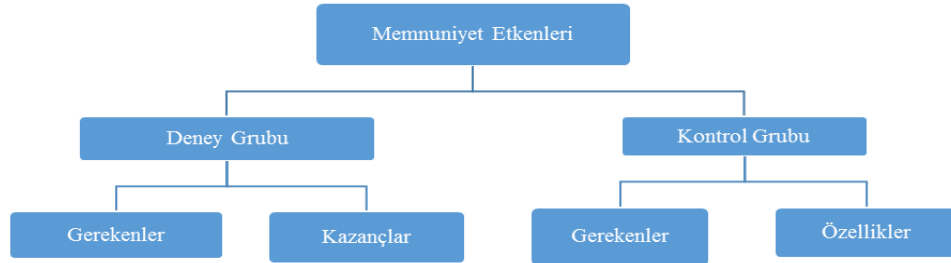 Memnuniyet Etkenleri
Deney Grubu
Kontrol Grubu
Gerekenler
Kazançlar
Gerekenler
Özellikler